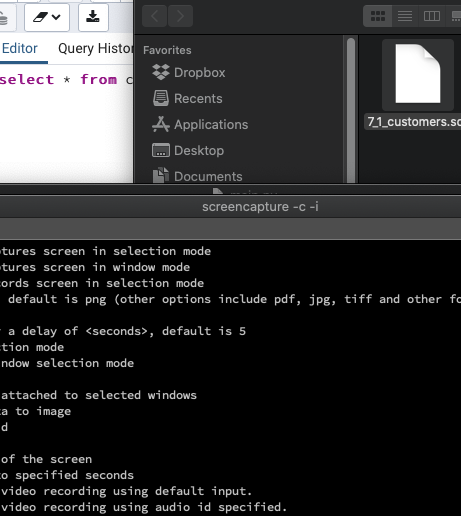 Editor Query Histor
select * from c
Favorites
Dropbox
Recents
Applications
Desktop
Documents
7_1_customers.sc
screencapture -c -i
tures screen in selection mode
tures screen in window mode
ords screen in selection mode
default is png (other options include pdf, jpg, tiff and other fo
a delay of <seconds>, default is 5
tion mode
ndow selection mode
attached to selected windows
ta to image
d
of the screen
o specified seconds
video recording using default input.
video recording using audio id specified.